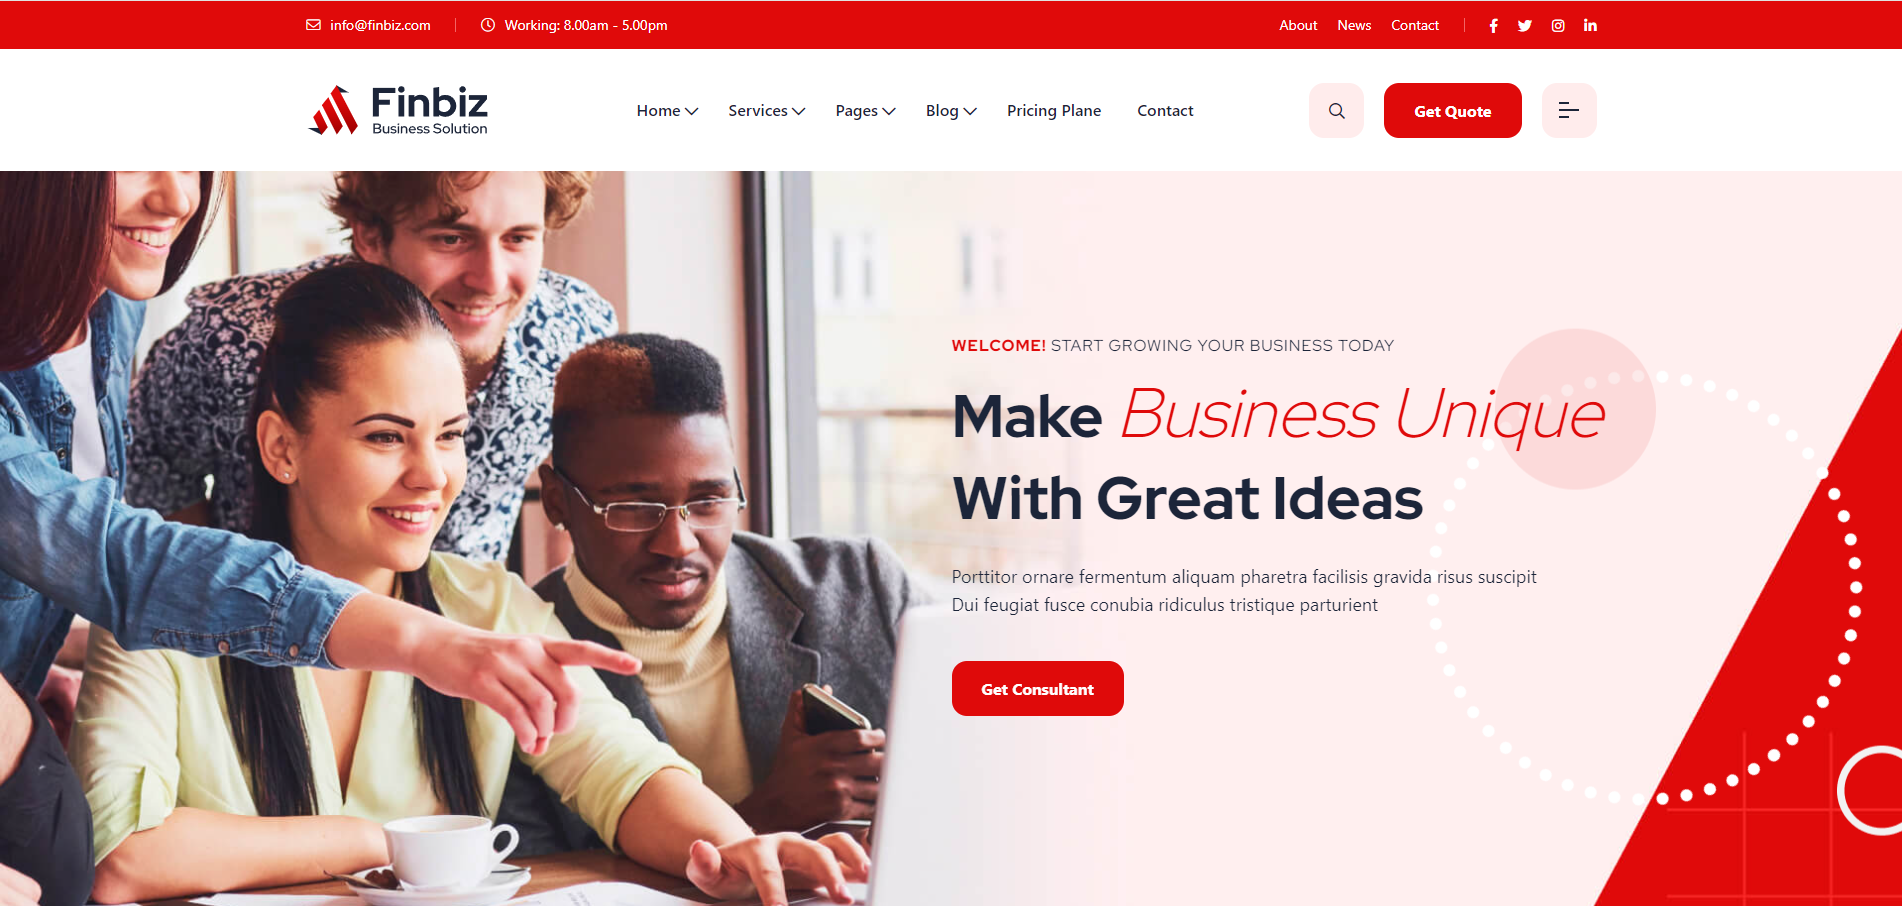 info@finbiz.com
Working: 8.00am - 5.00pm
About
News
Contact
Finbiz
Business Solution
Home
Services
Pages
Blog
Pricing Plane
Contact
Get Quote
WELCOME! START GROWING YOUR BUSINESS TODAY
Make Business Unique
With Great Ideas
Porttitor ornare fermentum aliquam pharetra facilisis gravida risus suscipit
Dui feugiat fusce conubia ridiculus tristique parturient
Get Consultant